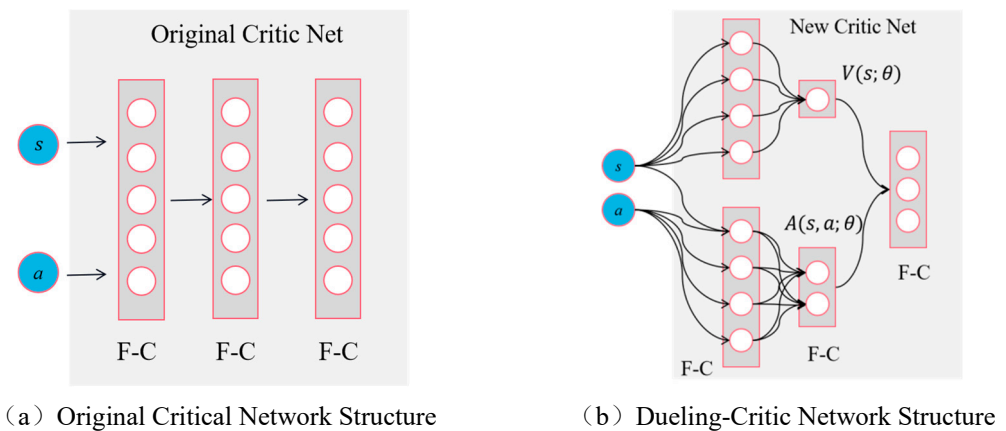 Original Critic Net
s
a
F-C
F-C
F-C
（a）Original Critical Network Structure
New Critic Net
V(s;θ)
s
a
A(s,a;θ)
F-C
F-C
F-C
（b）Dueling-Critic Network Structure